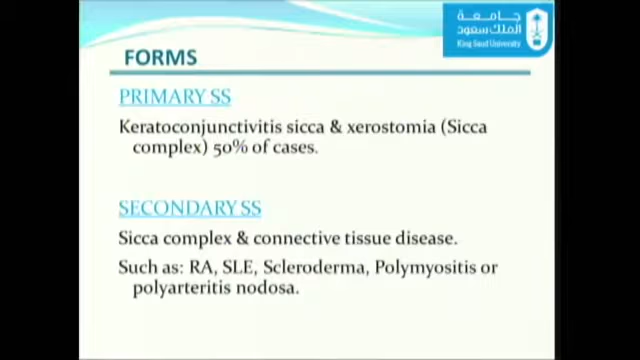 جامعة
الملك سعود
King Saud University
FORMS
PRIMARY SS
Keratoconjunctivitis sicca & xerostomia (Sicca
complex) 50% of cases.
SECONDARY SS
Sicca complex & connective tissue disease.
Such as: RA, SLE, Scleroderma, Polymyositis or
polyarteritis nodosa.